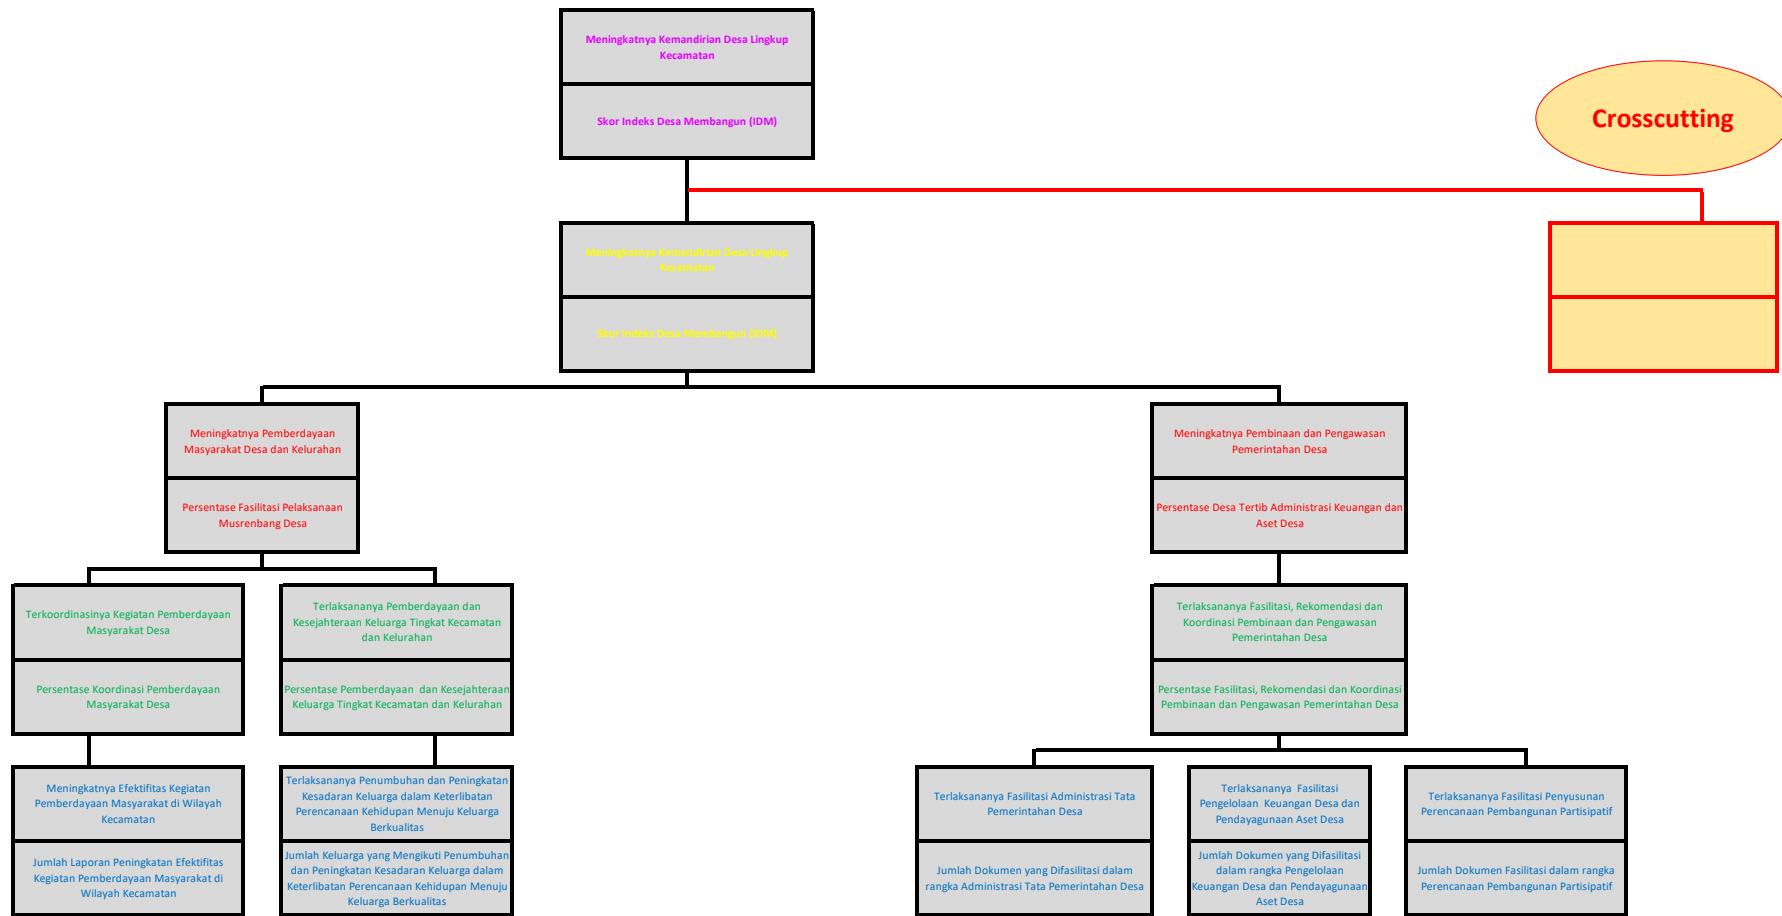 Meningkatnya Kemandirian Desa Lingkup
Kecamatan
Skor Indeks Desa Membangun (IDM)
Crosscutting
Meningkatnya Kemandirian Desa Lingkup
Kecamatan
Skor Indeks Desa Membangun (IDM)
Meningkatnya Pemberdayaan
Masyarakat Desa dan Kelurahan
Persentase Fasilitasi Pelaksanaan
Musrenbang Desa
Meningkatnya Pembinaan dan Pengawasan
Pemerintahan Desa
Persentase Desa Tertib Administrasi Keuangan dan
Aset Desa
Terkoordinasinya Kegiatan Pemberdayaan
Masyarakat Desa
Persentase Koordinasi Pemberdayaan
Masyarakat Desa
Terlaksananya Pemberdayaan dan
Kesejahteraan Keluarga Tingkat Kecamatan
dan Kelurahan
Persentase Pemberdayaan  dan Kesejahteraan
Keluarga Tingkat Kecamatan dan Kelurahan
Terlaksananya Fasilitasi, Rekomendasi dan
Koordinasi Pembinaan dan Pengawasan
Pemerintahan Desa
Persentase Fasilitasi, Rekomendasi dan Koordinasi
Pembinaan dan Pengawasan Pemerintahan Desa
Meningkatnya Efektifitas Kegiatan
Pemberdayaan Masyarakat di Wilayah
Kecamatan
Jumlah Laporan Peningkatan Efektifitas
Kegiatan Pemberdayaan Masyarakat di
Wilayah Kecamatan
Terlaksananya Penumbuhan dan Peningkatan
Kesadaran Keluarga dalam Keterlibatan
Perencanaan Kehidupan Menuju Keluarga
Berkualitas
Jumlah Keluarga yang Mengikuti Penumbuhan
dan Peningkatan Kesadaran Keluarga dalam
Keterlibatan Perencanaan Kehidupan Menuju
Keluarga Berkualitas
Terlaksananya Fasilitasi Administrasi Tata
Pemerintahan Desa
Jumlah Dokumen yang Difasilitasi dalam
rangka Administrasi Tata Pemerintahan Desa
Terlaksananya  Fasilitasi
Pengelolaan  Keuangan Desa dan
Pendayagunaan Aset Desa
Jumlah Dokumen yang Difasilitasi
dalam rangka Pengelolaan
Keuangan Desa dan Pendayagunaan
Aset Desa
Terlaksananya Fasilitasi Penyusunan
Perencanaan Pembangunan Partisipatif
Jumlah Dokumen Fasilitasi dalam rangka
Perencanaan Pembangunan Partisipatif